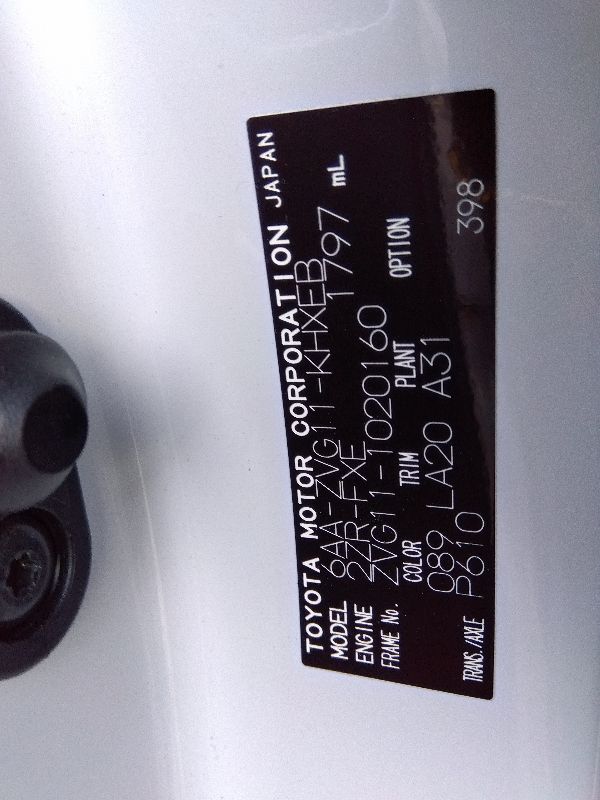 TOYOTA MOTOR CORPORATION JAPAN
MODEL 6AA-ZVG11-KHXEB
ENGINE 2ZR-FXE 1797 mL
FRAME No. ZVG11-1020160
COLOR TRIM PLANT OPTION
089 LA20 A31
TRANS./AXLE P610 398